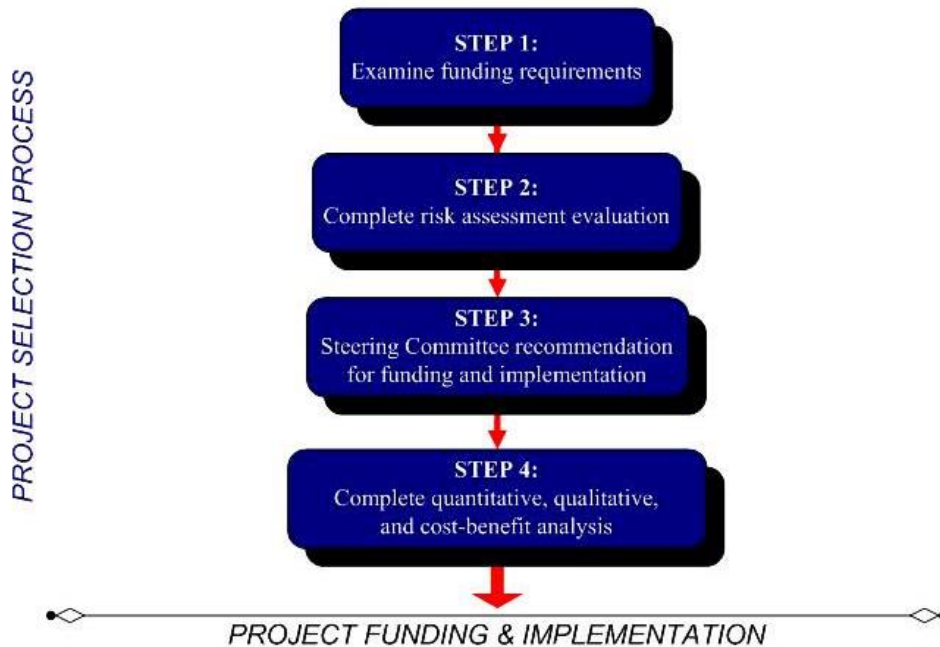 PROJECT SELECTION PROCESS
STEP 1:
Examine funding requirements
STEP 2:
Complete risk assessment evaluation
STEP 3:
Steering Committee recommendation
for funding and implementation
STEP 4:
Complete quantitative, qualitative,
and cost-benefit analysis
PROJECT FUNDING & IMPLEMENTATION